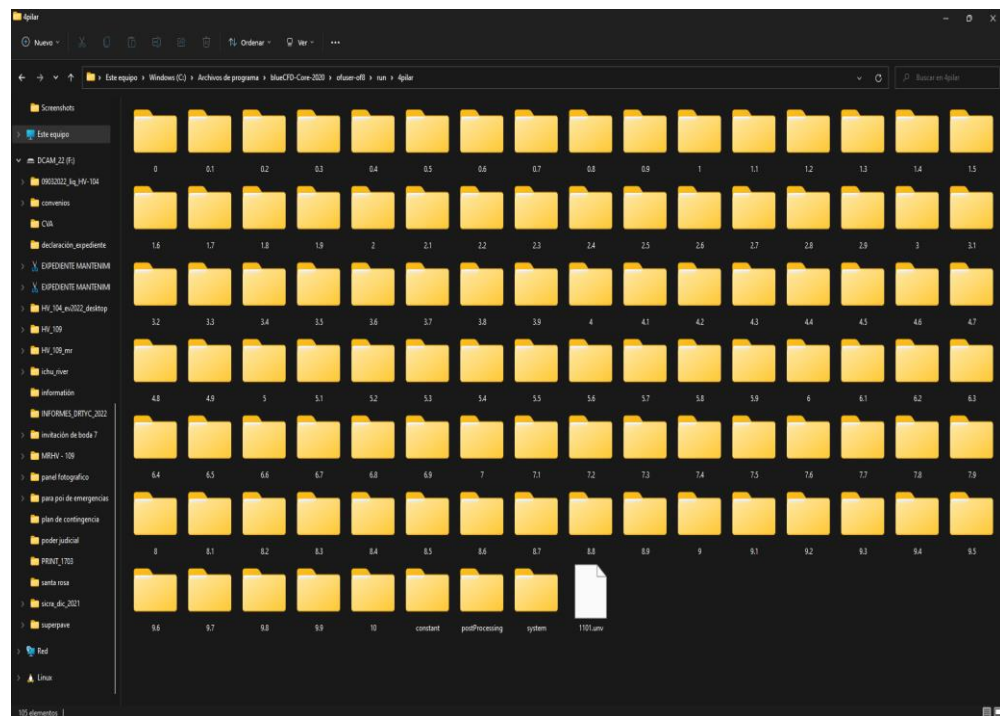 4pilar
Nuevo Ordenar Ver
Este equipo > Windows (C:) > Archivos de programa > blueCFD-Core-2020 > ofuser-of8 > run > 4pilar Buscar en 4pilar
Screenshots
Este equipo
DCAM_22 (F:)
09032022_liq_HV-104
convenios
CVA
declaración_expediente
EXPEDIENTE MANTENIMI
EXPEDIENTE MANTENIMI
HV_104_ev2022_desktop
HV_109
HV_109_mr
ichu_river
informatión
INFORMES_DRTYC_2022
invitación de boda 7
MRHV - 109
panel fotografico
para poi de emergencias
plan de contingencia
poder judicial
PRINT_1703
santa rosa
sicra_dic_2021
superpave
Red
Linux
0 0.1 0.2 0.3 0.4 0.5 0.6 0.7 0.8 0.9 1 1.1 1.2 1.3 1.4 1.5
1.6 1.7 1.8 1.9 2 2.1 2.2 2.3 2.4 2.5 2.6 2.7 2.8 2.9 3 3.1
3.2 3.3 3.4 3.5 3.6 3.7 3.8 3.9 4 4.1 4.2 4.3 4.4 4.5 4.6 4.7
4.8 4.9 5 5.1 5.2 5.3 5.4 5.5 5.6 5.7 5.8 5.9 6 6.1 6.2 6.3
6.4 6.5 6.6 6.7 6.8 6.9 7 7.1 7.2 7.3 7.4 7.5 7.6 7.7 7.8 7.9
8 8.1 8.2 8.3 8.4 8.5 8.6 8.7 8.8 8.9 9 9.1 9.2 9.3 9.4 9.5
9.6 9.7 9.8 9.9 10 constant postProcessing system 1101.unv
105 elementos